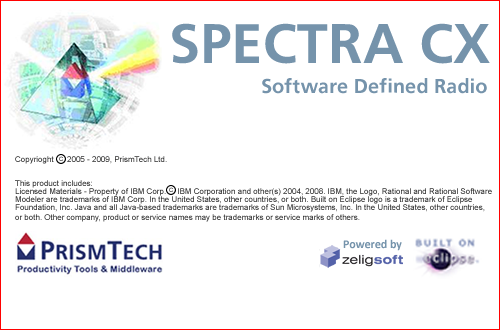 SPECTRA CX
Software Defined Radio
Copyright © 2005 - 2009, PrismTech Ltd.
This product includes:
Licensed Materials - Property of IBM Corp. © IBM Corporation and other(s) 2004, 2008. IBM, the Logo, Rational and Rational Software
Modeler are trademarks of IBM Corp. In the United States, other countries, or both. Built on Eclipse logo is a trademark of Eclipse
Foundation, Inc. Java and all Java-based trademarks are trademarks of Sun Microsystems, Inc. In the United States, other countries,
or both. Other company, product or service names may be trademarks or service marks of others.
PRISMTECH
Productivity Tools & Middleware
Powered by
zeligsoft
BUILT ON
eclipse